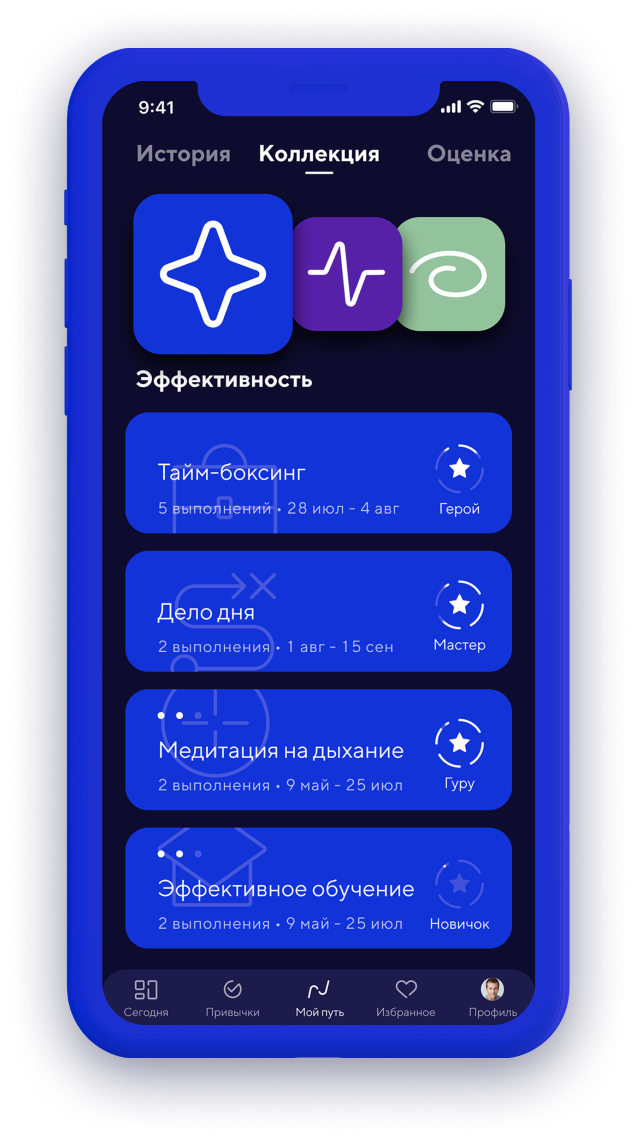 9:41
История Коллекция Оценка
Эффективность
Тайм-боксинг
5 выполнений • 28 июл - 4 авг
Герой
Дело дня
2 выполнения • 1 авг - 15 сен
Мастер
Медитация на дыхание
2 выполнения • 9 май - 25 июл
Гуру
Эффективное обучение
2 выполнения • 9 май - 25 июл
Новичок
Сегодня Привычки Мой путь Избранное Профиль